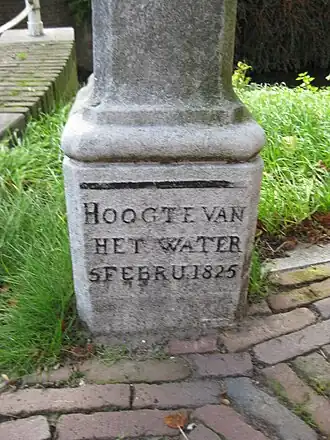 HOOGTE VAN
HET WATER
5 FEBRU. 1825